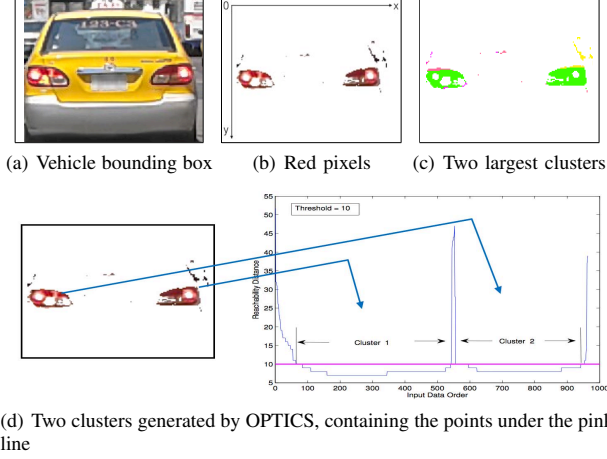 123-C3
0
x
y
(a) Vehicle bounding box
(b) Red pixels
(c) Two largest clusters
Threshold = 10
Reachability Distance
55
50
45
40
35
30
25
20
15
10
5
Cluster 1
Cluster 2
0 100 200 300 400 500 600 700 800 900 1000
Input Data Order
(d) Two clusters generated by OPTICS, containing the points under the pink
line